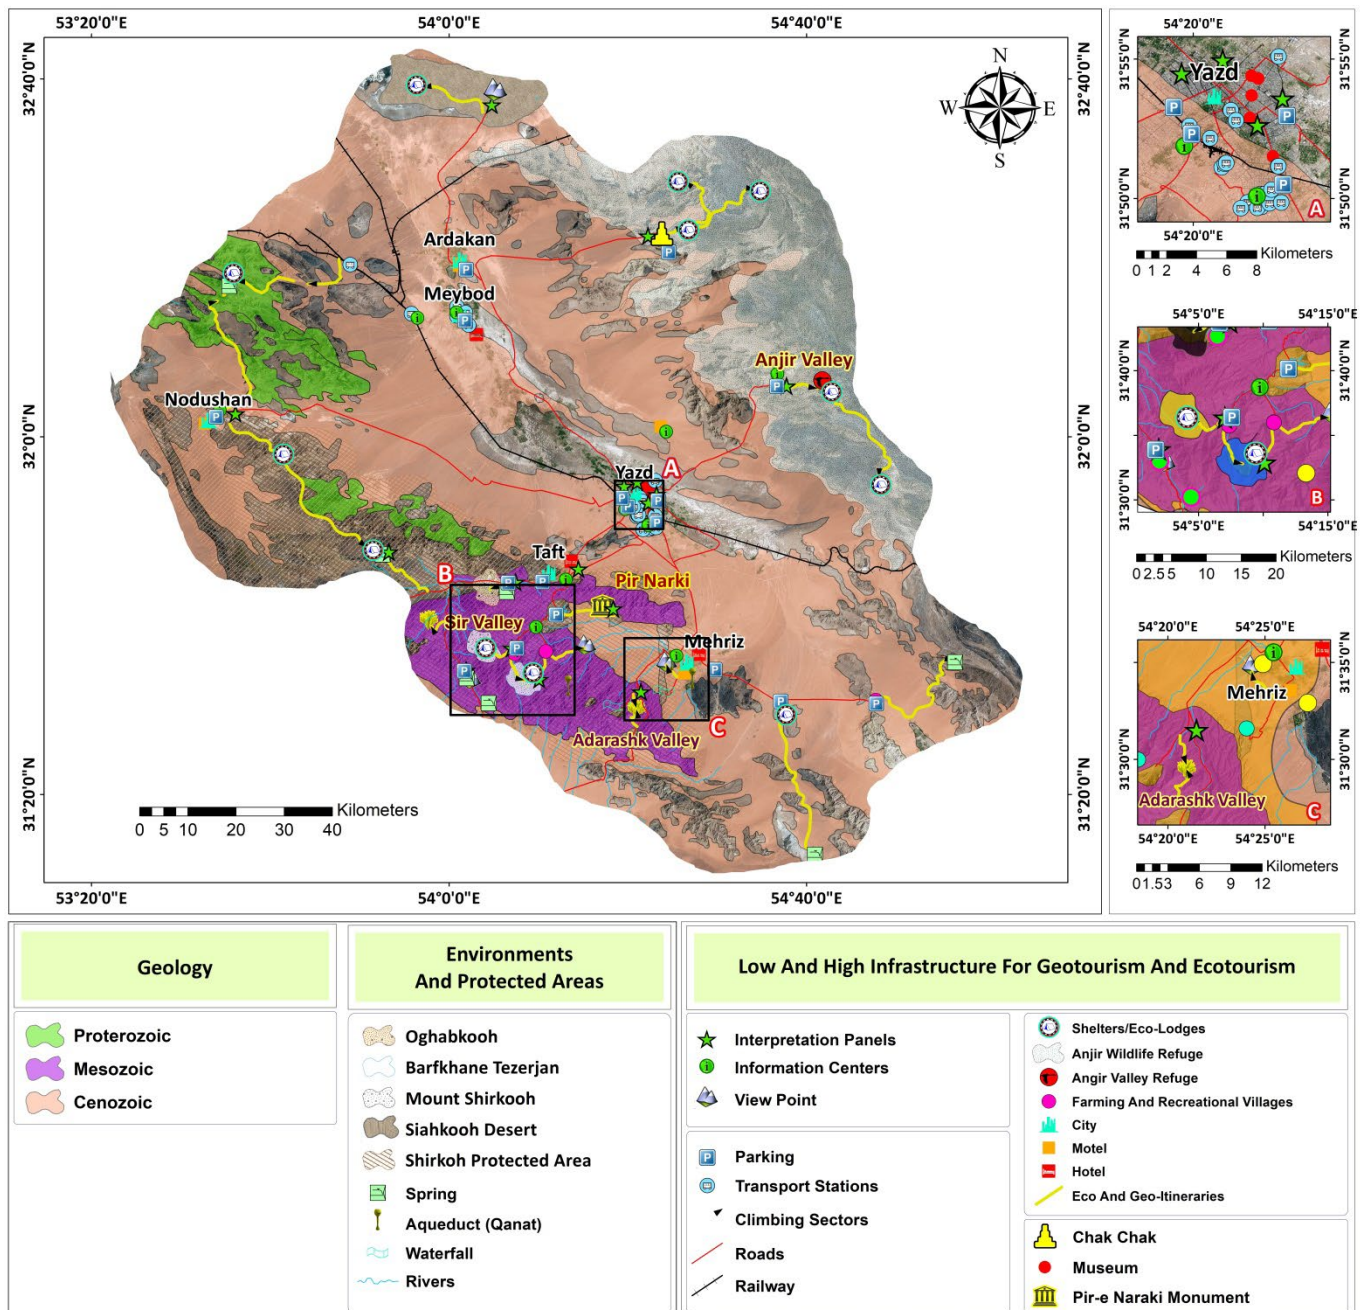 53°20'0"E
54°0'0"E
54°40'0"E
32°40'0"N
32°40'0"N
N
W
E
S
Ardakan
Meybod
Anjir Valley
Nodushan
32°0'0"N
32°0'0"N
Yazd
A
Taft
B
Pir Narki
Sir Valley
Mehriz
C
Adarashk Valley
31°20'0"N
31°20'0"N
Kilometers
0 5 10 20 30 40
53°20'0"E
54°0'0"E
54°40'0"E
54°20'0"E
31°55'0"N
31°55'0"N
Yazd
31°50'0"N
31°50'0"N
A
54°20'0"E
Kilometers
0 1 2 4 6 8
54°5'0"E
54°15'0"E
31°40'0"N
31°40'0"N
31°30'0"N
31°30'0"N
B
54°5'0"E
54°15'0"E
Kilometers
0 2.5 5 10 15 20
54°20'0"E
54°25'0"E
31°35'0"N
31°35'0"N
Mehriz
31°30'0"N
31°30'0"N
Adarashk Valley
C
54°20'0"E
54°25'0"E
Kilometers
0 1.5 3 6 9 12
Geology
Proterozoic
Mesozoic
Cenozoic
Environments
And Protected Areas
Oghabkooh
Barfkhane Tezerjan
Mount Shirkooh
Siahkooh Desert
Shirkoh Protected Area
Spring
Aqueduct (Qanat)
Waterfall
Rivers
Low And High Infrastructure For Geotourism And Ecotourism
Interpretation Panels
Information Centers
View Point
Parking
Transport Stations
Climbing Sectors
Roads
Railway
Shelters/Eco-Lodges
Anjir Wildlife Refuge
Angir Valley Refuge
Farming And Recreational Villages
City
Motel
Hotel
Eco And Geo-Itineraries
Chak Chak
Museum
Pir-e Naraki Monument